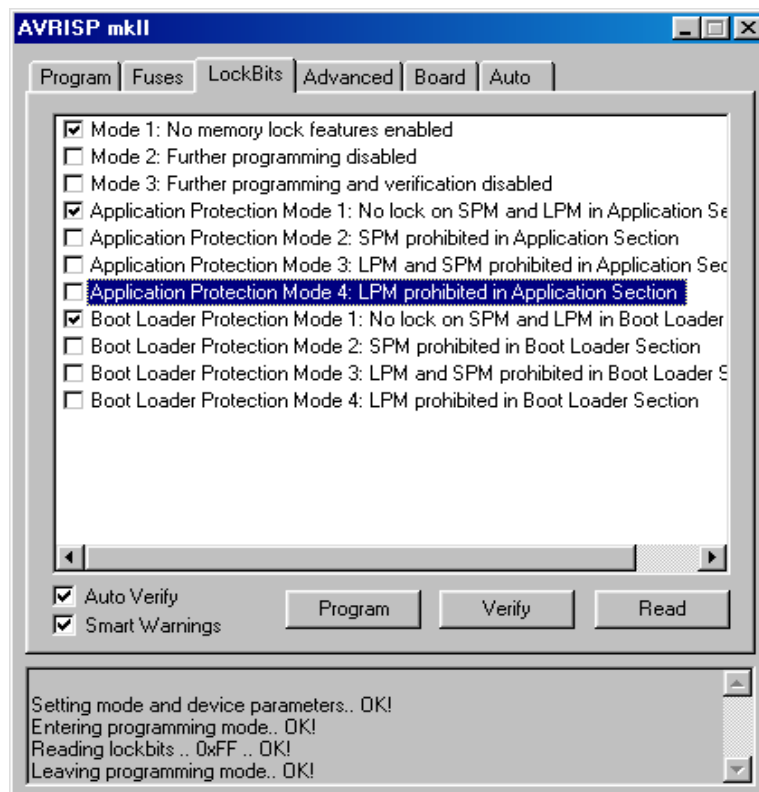 AVRISP mkII
Program Fuses LockBits Advanced Board Auto
Mode 1: No memory lock features enabled
Mode 2: Further programming disabled
Mode 3: Further programming and verification disabled
Application Protection Mode 1: No lock on SPM and LPM in Application Se
Application Protection Mode 2: SPM prohibited in Application Section
Application Protection Mode 3: LPM and SPM prohibited in Application Sec
Application Protection Mode 4: LPM prohibited in Application Section
Boot Loader Protection Mode 1: No lock on SPM and LPM in Boot Loader
Boot Loader Protection Mode 2: SPM prohibited in Boot Loader Section
Boot Loader Protection Mode 3: LPM and SPM prohibited in Boot Loader S
Boot Loader Protection Mode 4: LPM prohibited in Boot Loader Section
Auto Verify
Smart Warnings
Program Verify Read
Setting mode and device parameters.. OK!
Entering programming mode.. OK!
Reading lockbits .. 0xFF .. OK!
Leaving programming mode.. OK!